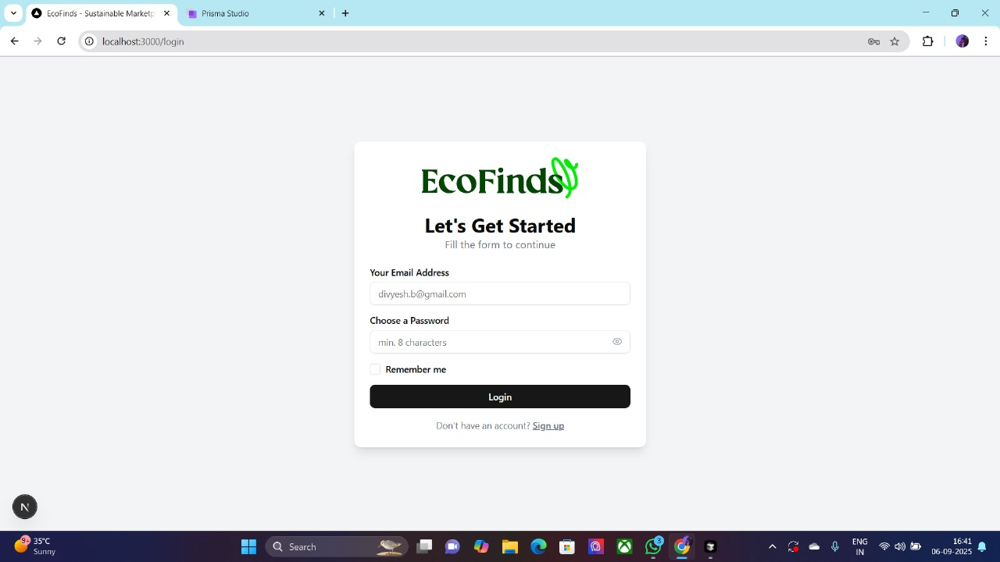 EcoFinds - Sustainable Marketp
Prisma Studio
localhost:3000/login
EcoFinds
Let's Get Started
Fill the form to continue
Your Email Address
divyesh.b@gmail.com
Choose a Password
min. 8 characters
Remember me
Login
Don't have an account? Sign up
N
9+
35°C
Sunny
Search
3
ENG
IN
16:41
06-09-2025